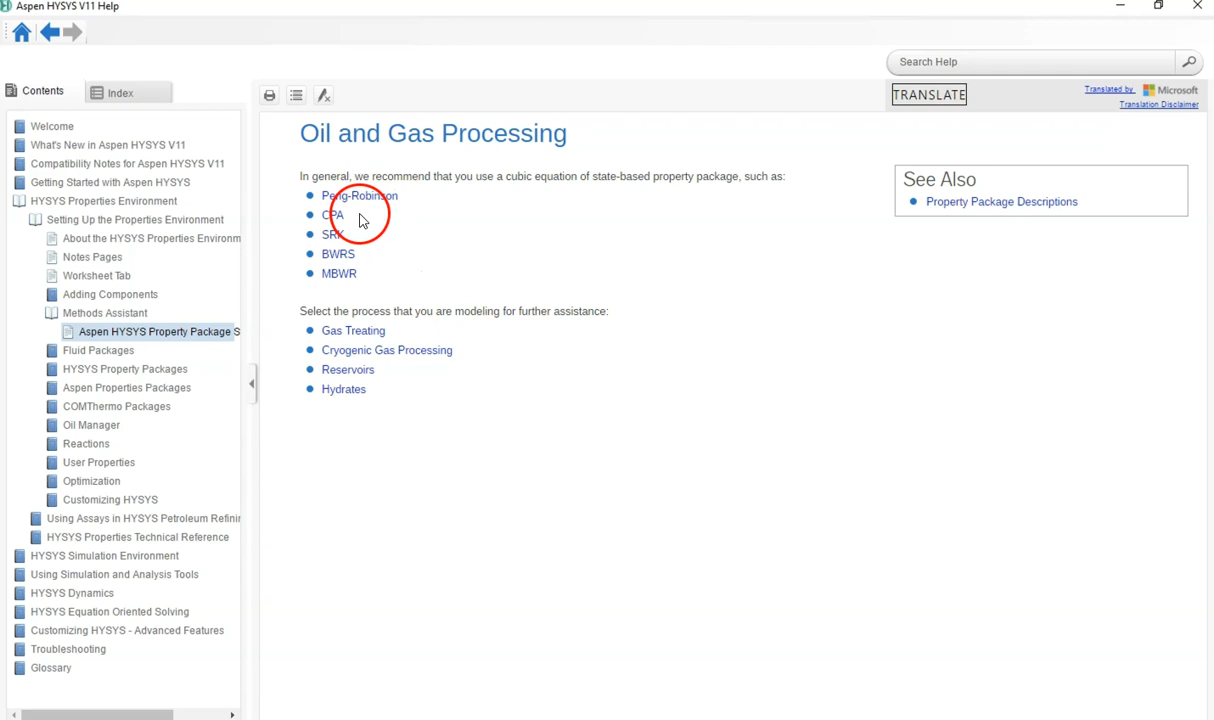 Aspen HYSYS V11 Help
Search Help
Contents
Index
TRANSLATE
Translated by Microsoft
Translation Disclaimer
Welcome
What's New in Aspen HYSYS V11
Compatibility Notes for Aspen HYSYS V11
Getting Started with Aspen HYSYS
HYSYS Properties Environment
Setting Up the Properties Environment
About the HYSYS Properties Environm
Notes Pages
Worksheet Tab
Adding Components
Methods Assistant
Aspen HYSYS Property Package S
Fluid Packages
HYSYS Property Packages
Aspen Properties Packages
COMThermo Packages
Oil Manager
Reactions
User Properties
Optimization
Customizing HYSYS
Using Assays in HYSYS Petroleum Refinin
HYSYS Properties Technical Reference
HYSYS Simulation Environment
Using Simulation and Analysis Tools
HYSYS Dynamics
HYSYS Equation Oriented Solving
Customizing HYSYS - Advanced Features
Troubleshooting
Glossary
Oil and Gas Processing
In general, we recommend that you use a cubic equation of state-based property package, such as:
Peng-Robinson
CPA
SRK
BWRS
MBWR
Select the process that you are modeling for further assistance:
Gas Treating
Cryogenic Gas Processing
Reservoirs
Hydrates
See Also
Property Package Descriptions